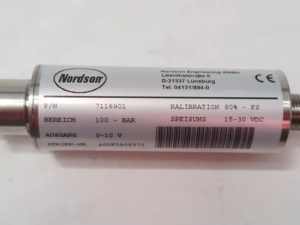 Nordson
Nordson Engineering GmbH
Lilienthalstraße 6
D-21337 Lüneburg
Tel: 04131/894-0
CE
P/N 7116901 KALIBRATION 80% - FS
BEREICH 100 - BAR SPEISUNG 15-30 VDC
AUSGANG 0-10 V